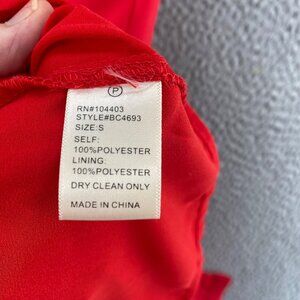 P
RN#104403
STYLE#BC4693
SIZE:S
SELF:
100%POLYESTER
LINING:
100%POLYESTER
DRY CLEAN ONLY
MADE IN CHINA